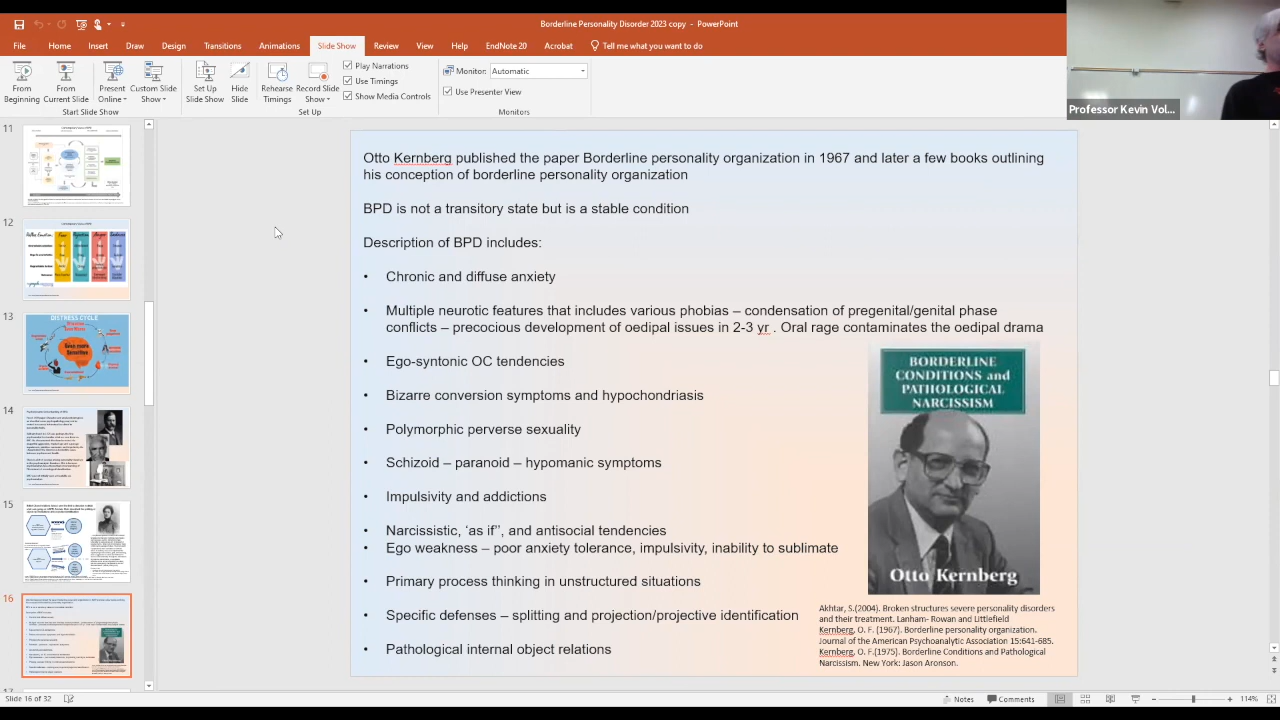 Borderline Personality Disorder 2023 copy - PowerPoint
File Home Insert Draw Design Transitions Animations Slide Show Review View Help EndNote 20 Acrobat Tell me what you want to do
From Beginning
From Current Slide
Present Online
Custom Slide Show
Start Slide Show
Set Up Slide Show
Hide Slide
Rehearse Timings
Record Slide Show
Play Narrations
Use Timings
Show Media Controls
Set Up
Monitor: Automatic
Use Presenter View
Monitors
Professor Kevin Vol...
11
12
13
DISTRESS CYCLE
14
15
16
17
Otto Kernberg published the paper Borderline personality organization in 1967 and later a few books outlining
his conception of borderline personality organization
BPD is not a transitory state but is a stable condition
Description of BPD includes:
• Chronic and diffuse anxiety
• Multiple neurotic features that includes various phobias – condensation of pregenital/genital phase
conflicts – precocious development of oedipal issues in 2-3 yr . Oral rage contaminates the oedipal drama
• Ego-syntonic OC tendencies
• Bizarre conversion symptoms and hypochondriasis
• Polymorphic perverse sexuality
• Schizoid – paranoid – hypomanic symptoms
• Impulsivity and addictions
• Narcissistic, "as if", and antisocial tendencies
• Ego weakness – poor anxiety tolerance, impulsivity, inability to sublimate
• Primary process thinking in unstructured situations
• Specific defenses – splitting and projection/projective identification
• Pathological internal object relations
BORDERLINE
CONDITIONS and
PATHOLOGICAL
NARCISSISM
Otto Kernberg
Akhtar, S.(2004). Broken structures severe personality disorders
and their treatment. Lanham- Rowan and Littlefield
Kernberg, O. F. (1967). Borderline personality organization.
Journal of the American Psychoanalytic Association 15:641-685.
Kernberg, O. F.(1975). Borderline Conditions and Pathological
Narcissism. New York: Jason Aronson.
Slide 16 of 32
Notes
Comments
114%